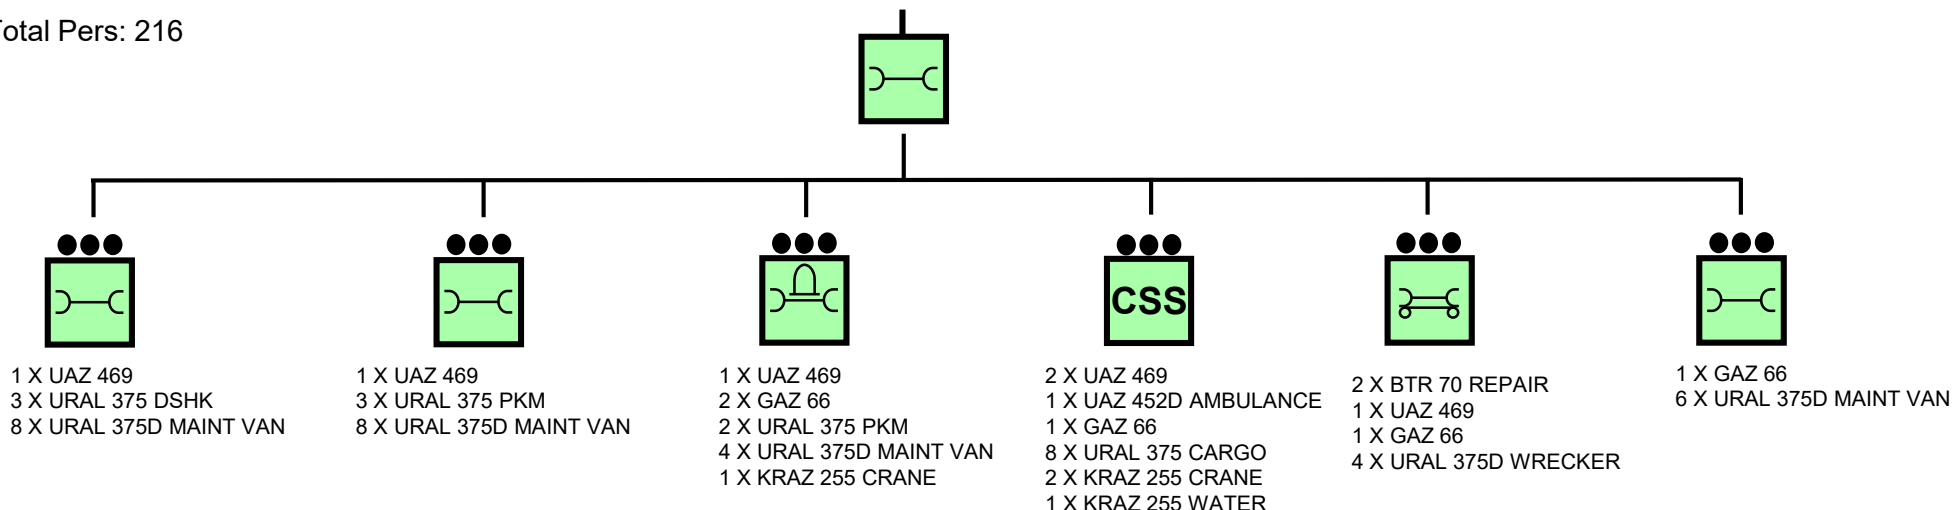 otal Pers: 216
CSS
1 X UAZ 469
3 X URAL 375 DSHK
8 X URAL 375D MAINT VAN
1 X UAZ 469
3 X URAL 375 PKM
8 X URAL 375D MAINT VAN
1 X UAZ 469
2 X GAZ 66
2 X URAL 375 PKM
4 X URAL 375D MAINT VAN
1 X KRAZ 255 CRANE
2 X UAZ 469
1 X UAZ 452D AMBULANCE
1 X GAZ 66
8 X URAL 375 CARGO
2 X KRAZ 255 CRANE
1 X KRAZ 255 WATER
2 X BTR 70 REPAIR
1 X UAZ 469
1 X GAZ 66
4 X URAL 375D WRECKER
1 X GAZ 66
6 X URAL 375D MAINT VAN